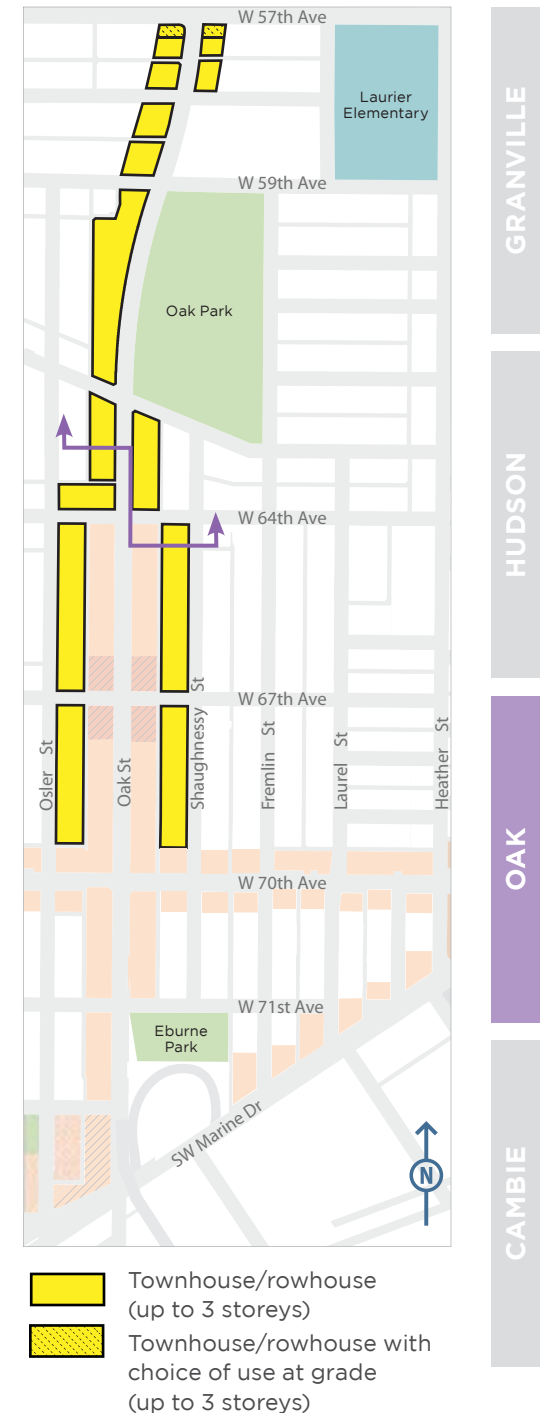 W 57th Ave
Laurier
Elementary
W 59th Ave
Oak Park
W 64th Ave
W 67th Ave
Osler St
Oak St
Shaughnessy St
Fremlin St
Laurel St
Heather St
W 70th Ave
W 71st Ave
Eburne
Park
SW Marine Dr
N
Townhouse/rowhouse
(up to 3 storeys)
Townhouse/rowhouse with
choice of use at grade
(up to 3 storeys)
GRANVILLE
HUDSON
OAK
CAMBIE